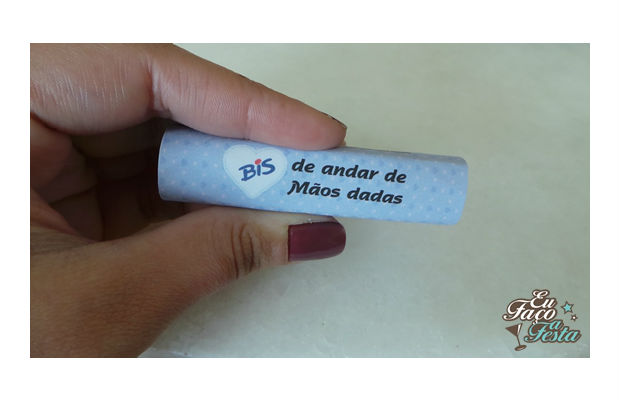 BIS
de andar de
Mãos dadas
Eu
Faço
a
Festa